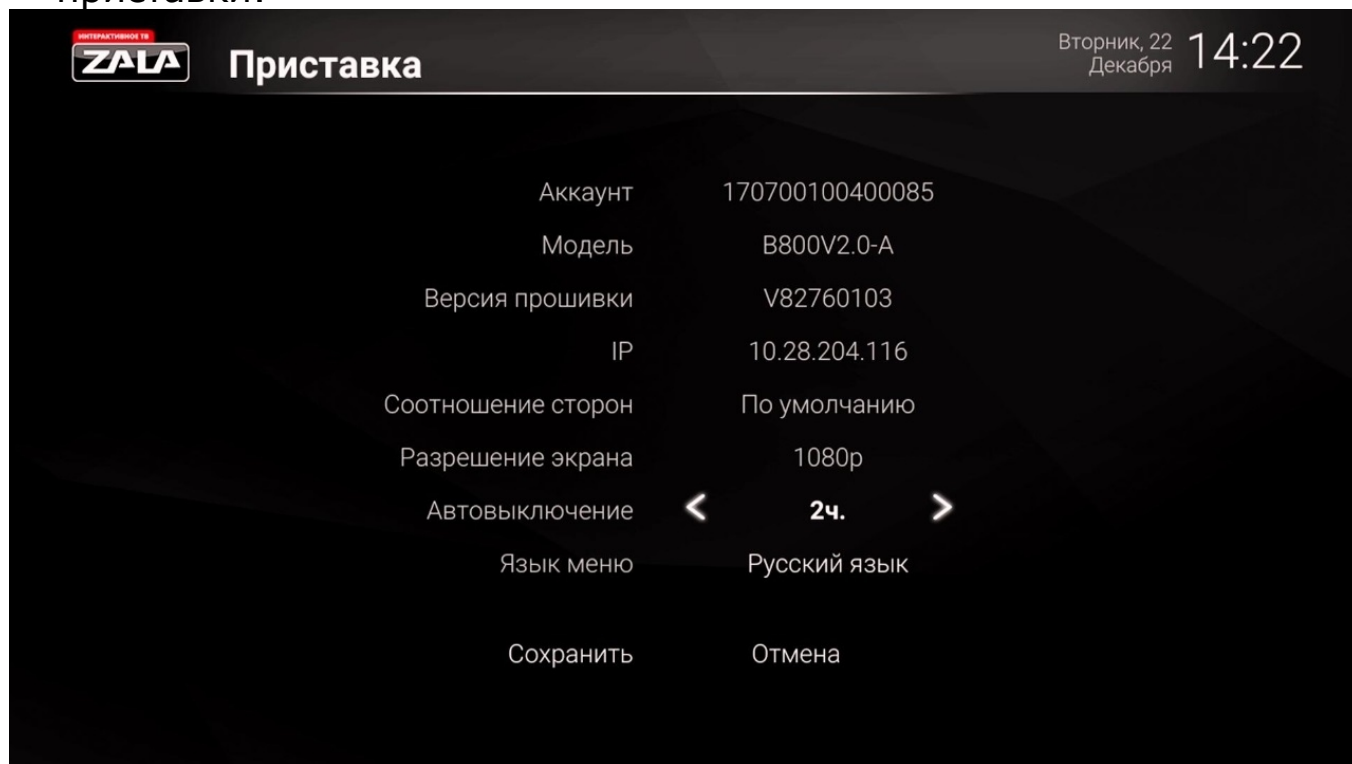 приставки.
ИНТЕРАКТИВНОЕ ТВ
ZALA
Приставка
Вторник, 22
Декабря
14:22
Аккаунт 170700100400085
Модель B800V2.0-A
Версия прошивки V82760103
IP 10.28.204.116
Соотношение сторон По умолчанию
Разрешение экрана 1080p
Автовыключение < 2ч. >
Язык меню Русский язык
Сохранить Отмена